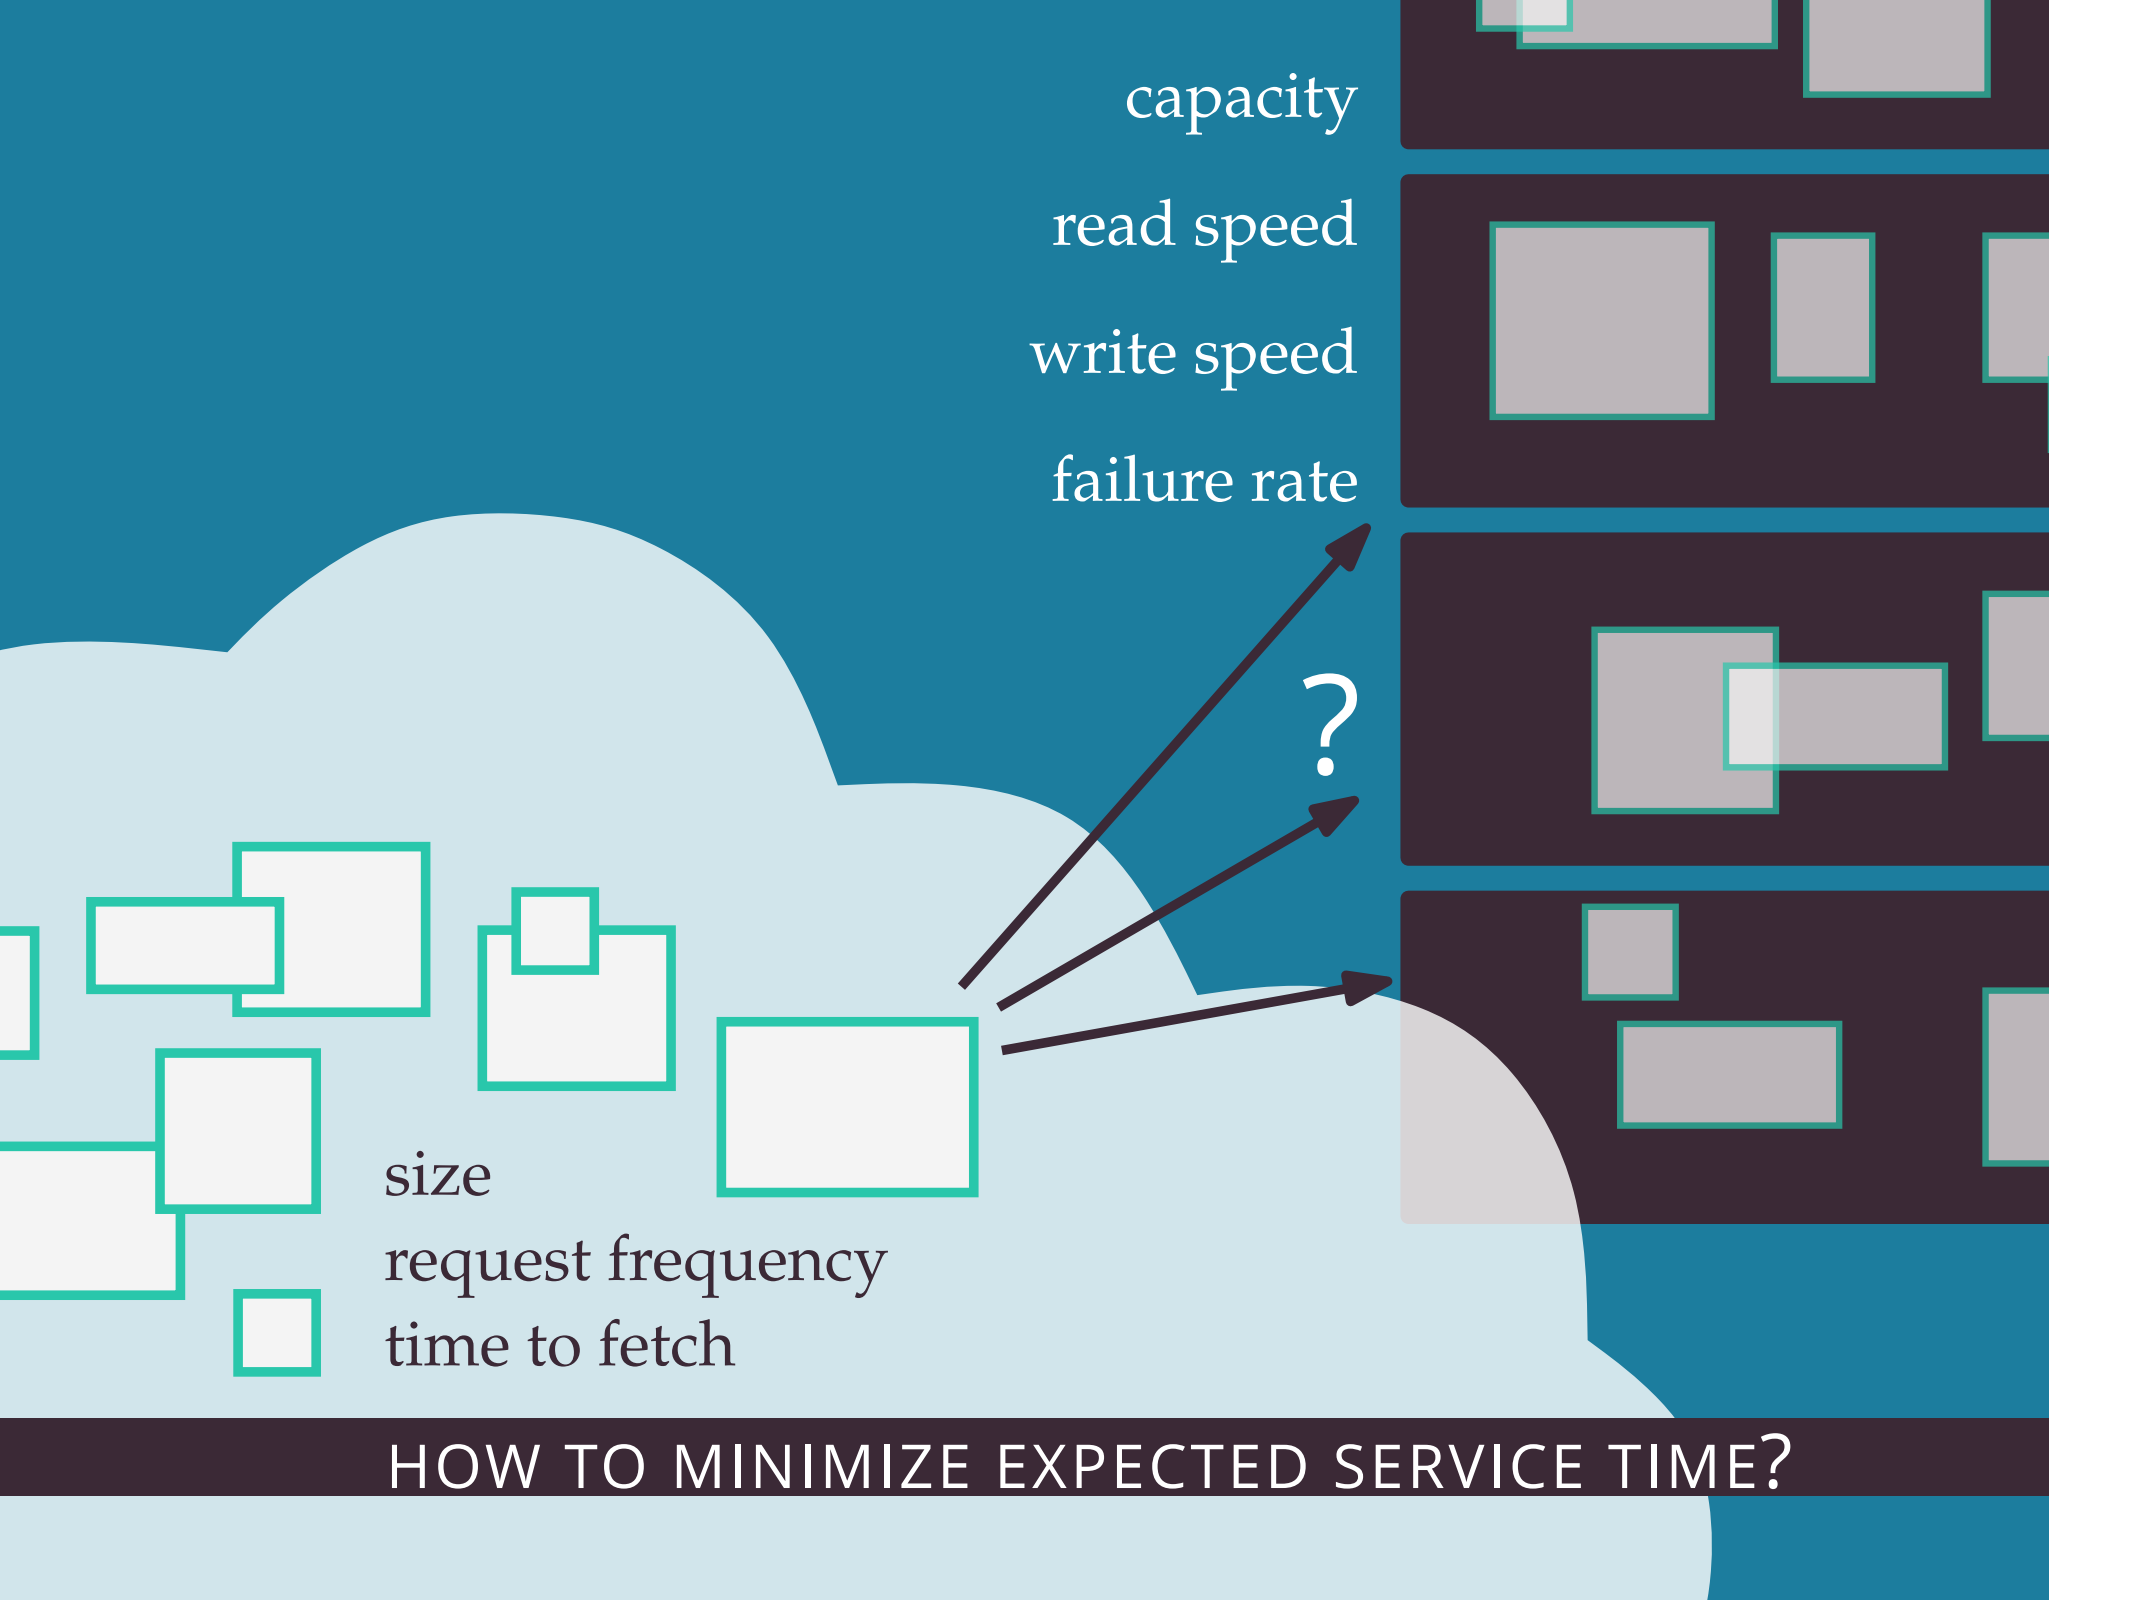 capacity
read speed
write speed
failure rate
?
size
request frequency
time to fetch
HOW TO MINIMIZE EXPECTED SERVICE TIME?